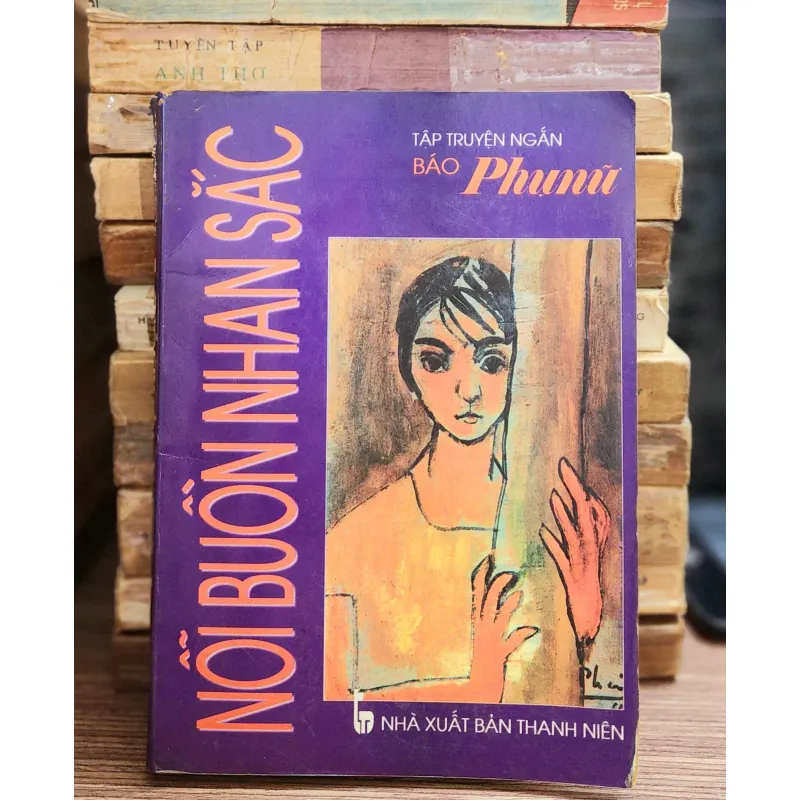 TUYỂN TẬP
ANH THƠ
TẬP TRUYỆN NGẮN
BÁO Phụnữ
NỖI BUỒN NHAN SẮC
Phái
NHÀ XUẤT BẢN THANH NIÊN